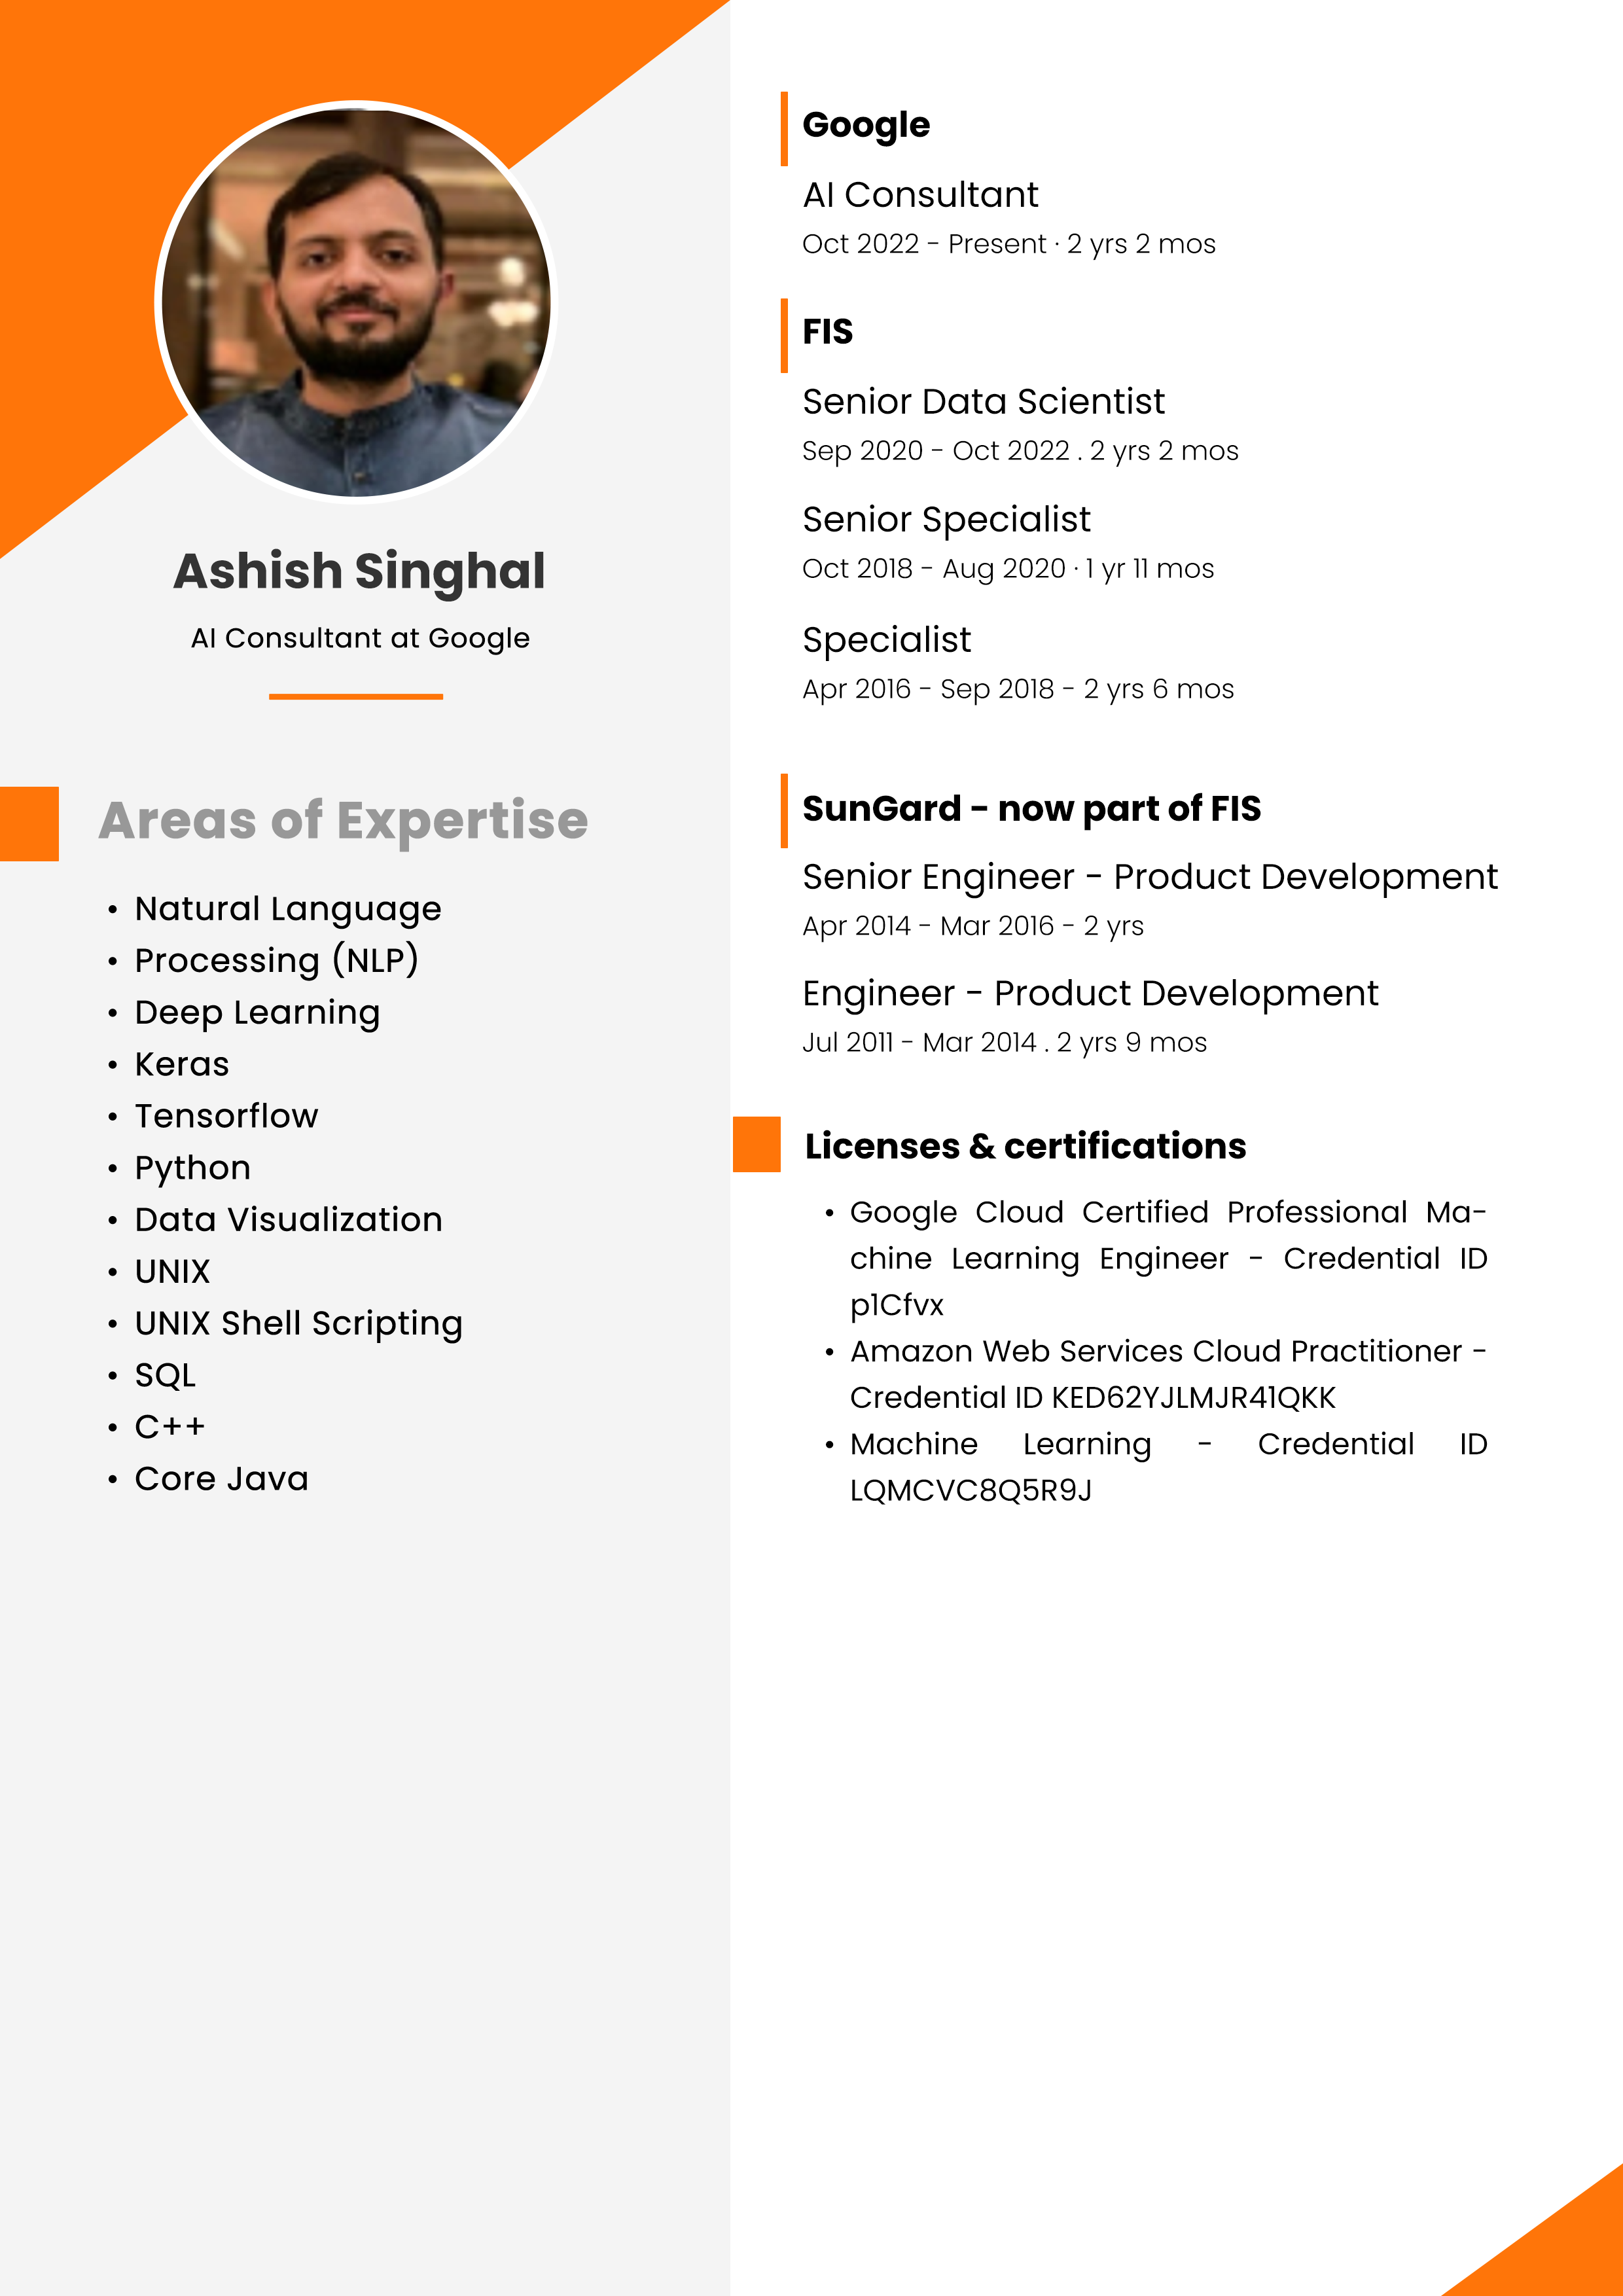 Ashish Singhal
AI Consultant at Google
Areas of Expertise
• Natural Language
• Processing (NLP)
• Deep Learning
• Keras
• Tensorflow
• Python
• Data Visualization
• UNIX
• UNIX Shell Scripting
• SQL
• C++
• Core Java
Google
AI Consultant
Oct 2022 - Present · 2 yrs 2 mos
FIS
Senior Data Scientist
Sep 2020 - Oct 2022 . 2 yrs 2 mos
Senior Specialist
Oct 2018 - Aug 2020 · 1 yr 11 mos
Specialist
Apr 2016 - Sep 2018 - 2 yrs 6 mos
SunGard - now part of FIS
Senior Engineer - Product Development
Apr 2014 - Mar 2016 - 2 yrs
Engineer - Product Development
Jul 2011 - Mar 2014 . 2 yrs 9 mos
Licenses & certifications
• Google Cloud Certified Professional Ma-
chine Learning Engineer - Credential ID
p1Cfvx
• Amazon Web Services Cloud Practitioner -
Credential ID KED62YJLMJR41QKK
• Machine Learning - Credential ID
LQMCVC8Q5R9J